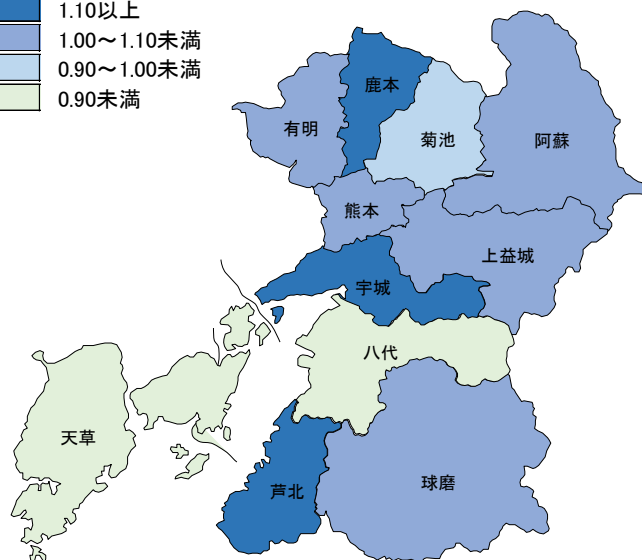 1.10以上
1.00～1.10未満
0.90～1.00未満
0.90未満
鹿本
有明
菊池
阿蘇
熊本
上益城
宇城
八代
天草
芦北
球磨